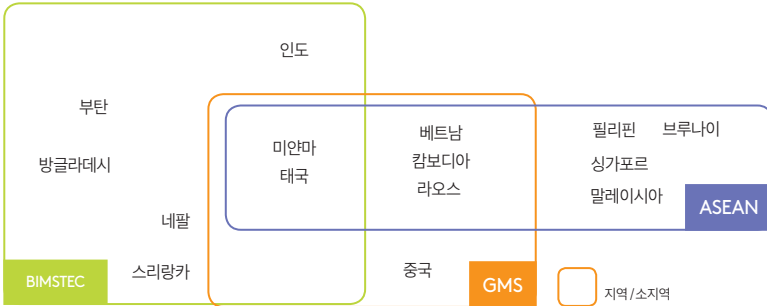 인도
부탄
방글라데시
네팔
스리랑카
BIMSTEC
미얀마
태국
베트남
캄보디아
라오스
중국
GMS
필리핀 브루나이
싱가포르
말레이시아
ASEAN
지역/소지역